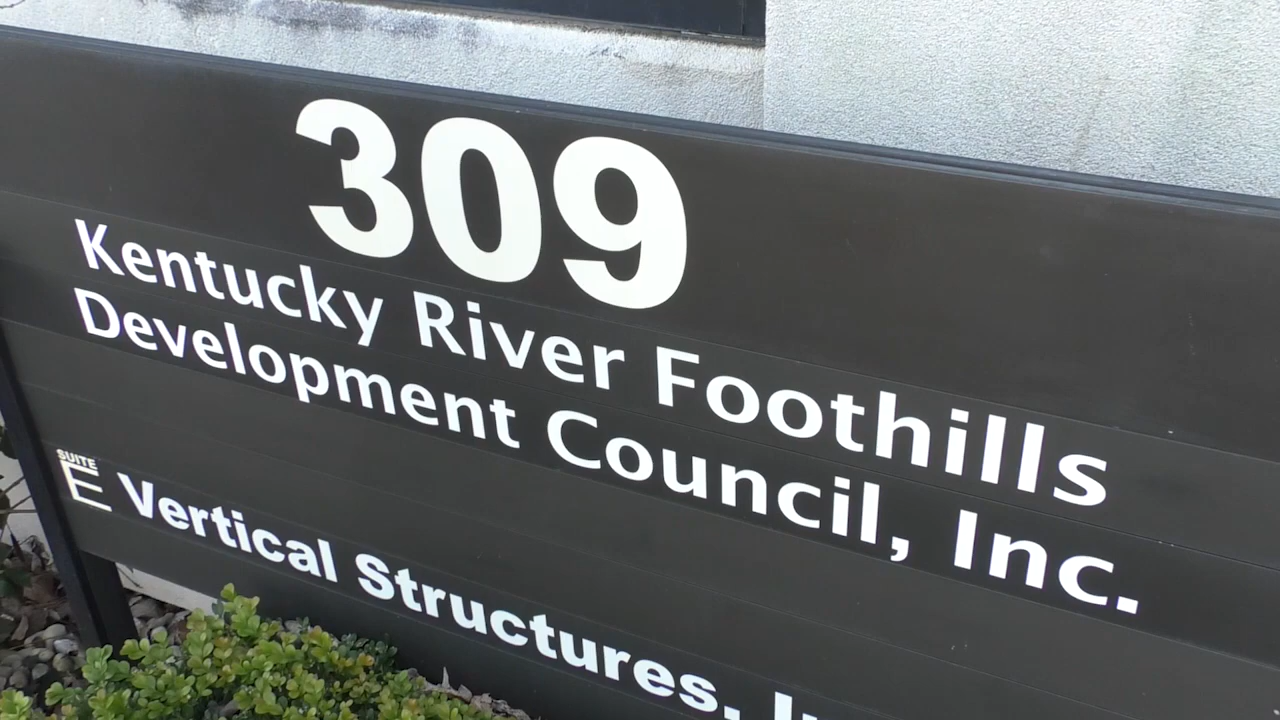 309
Kentucky River Foothills
Development Council, Inc.
SUITE
E Vertical Structures,